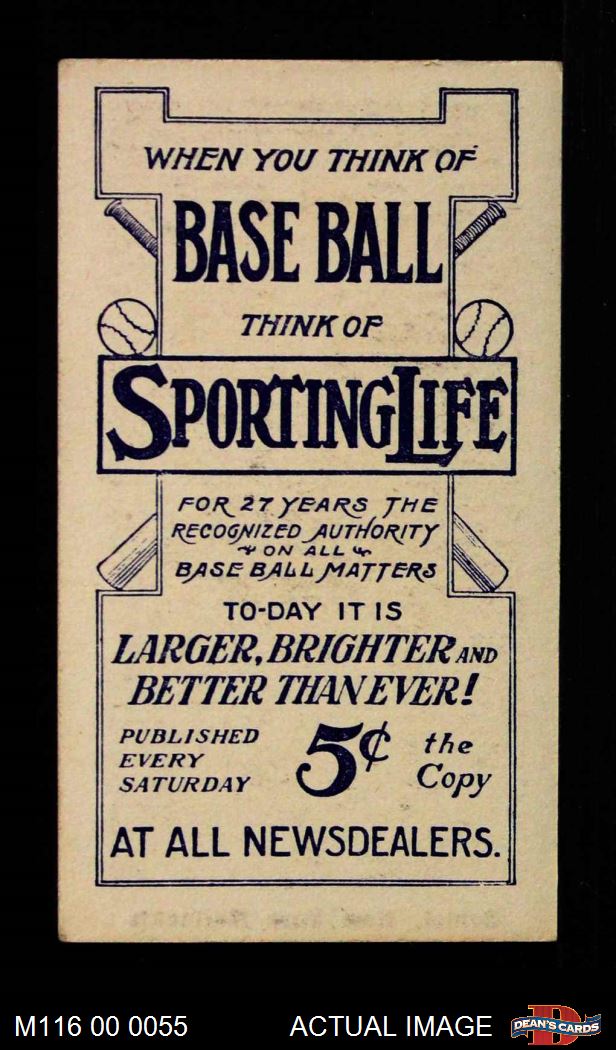 WHEN YOU THINK OF
BASE BALL
THINK OF
SPORTING LIFE
FOR 27 YEARS THE
RECOGNIZED AUTHORITY
ON ALL
BASE BALL MATTERS
TO-DAY IT IS
LARGER, BRIGHTER AND
BETTER THAN EVER!
PUBLISHED
EVERY
SATURDAY
5¢
the
Copy
AT ALL NEWSDEALERS.
M116 00 0055
ACTUAL IMAGE
D
DEAN'S CARDS